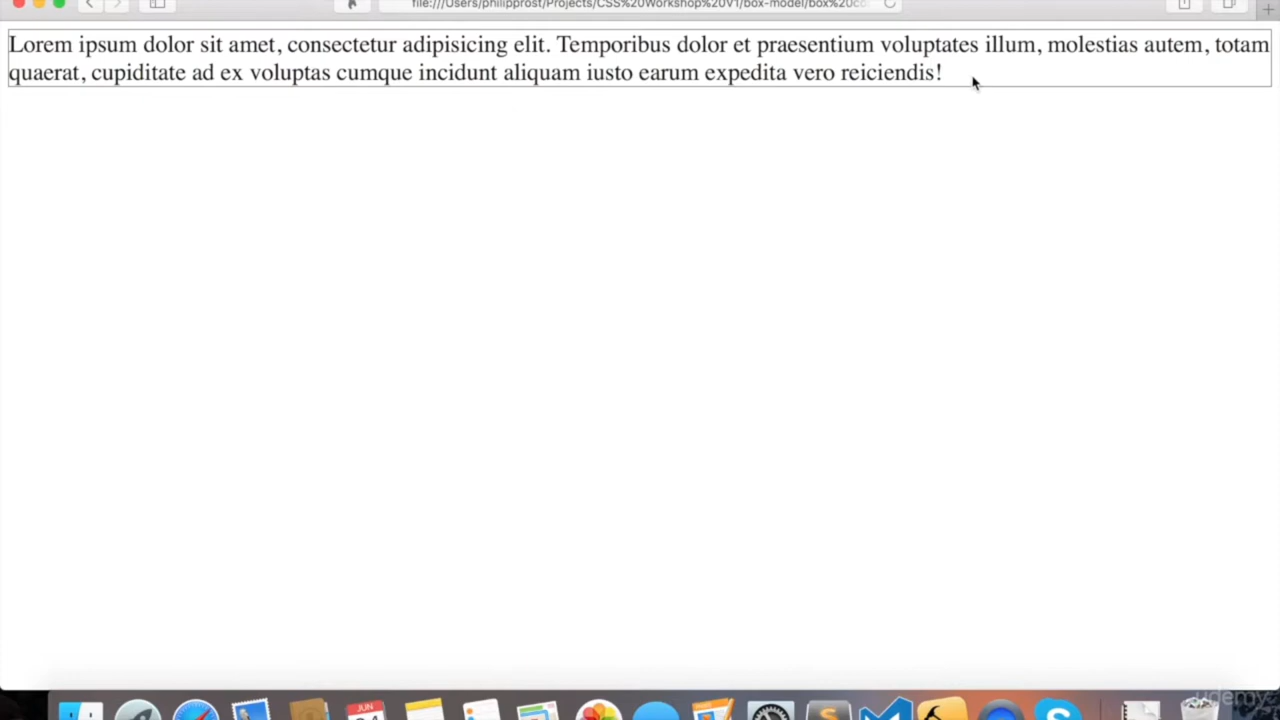 file:///Users/philipprost/Projects/CSS%20Workshop%20V1/box-model/box%20co
Lorem ipsum dolor sit amet, consectetur adipisicing elit. Temporibus dolor et praesentium voluptates illum, molestias autem, totam
quaerat, cupiditate ad ex voluptas cumque incidunt aliquam iusto earum expedita vero reiciendis!
JUN
udemy